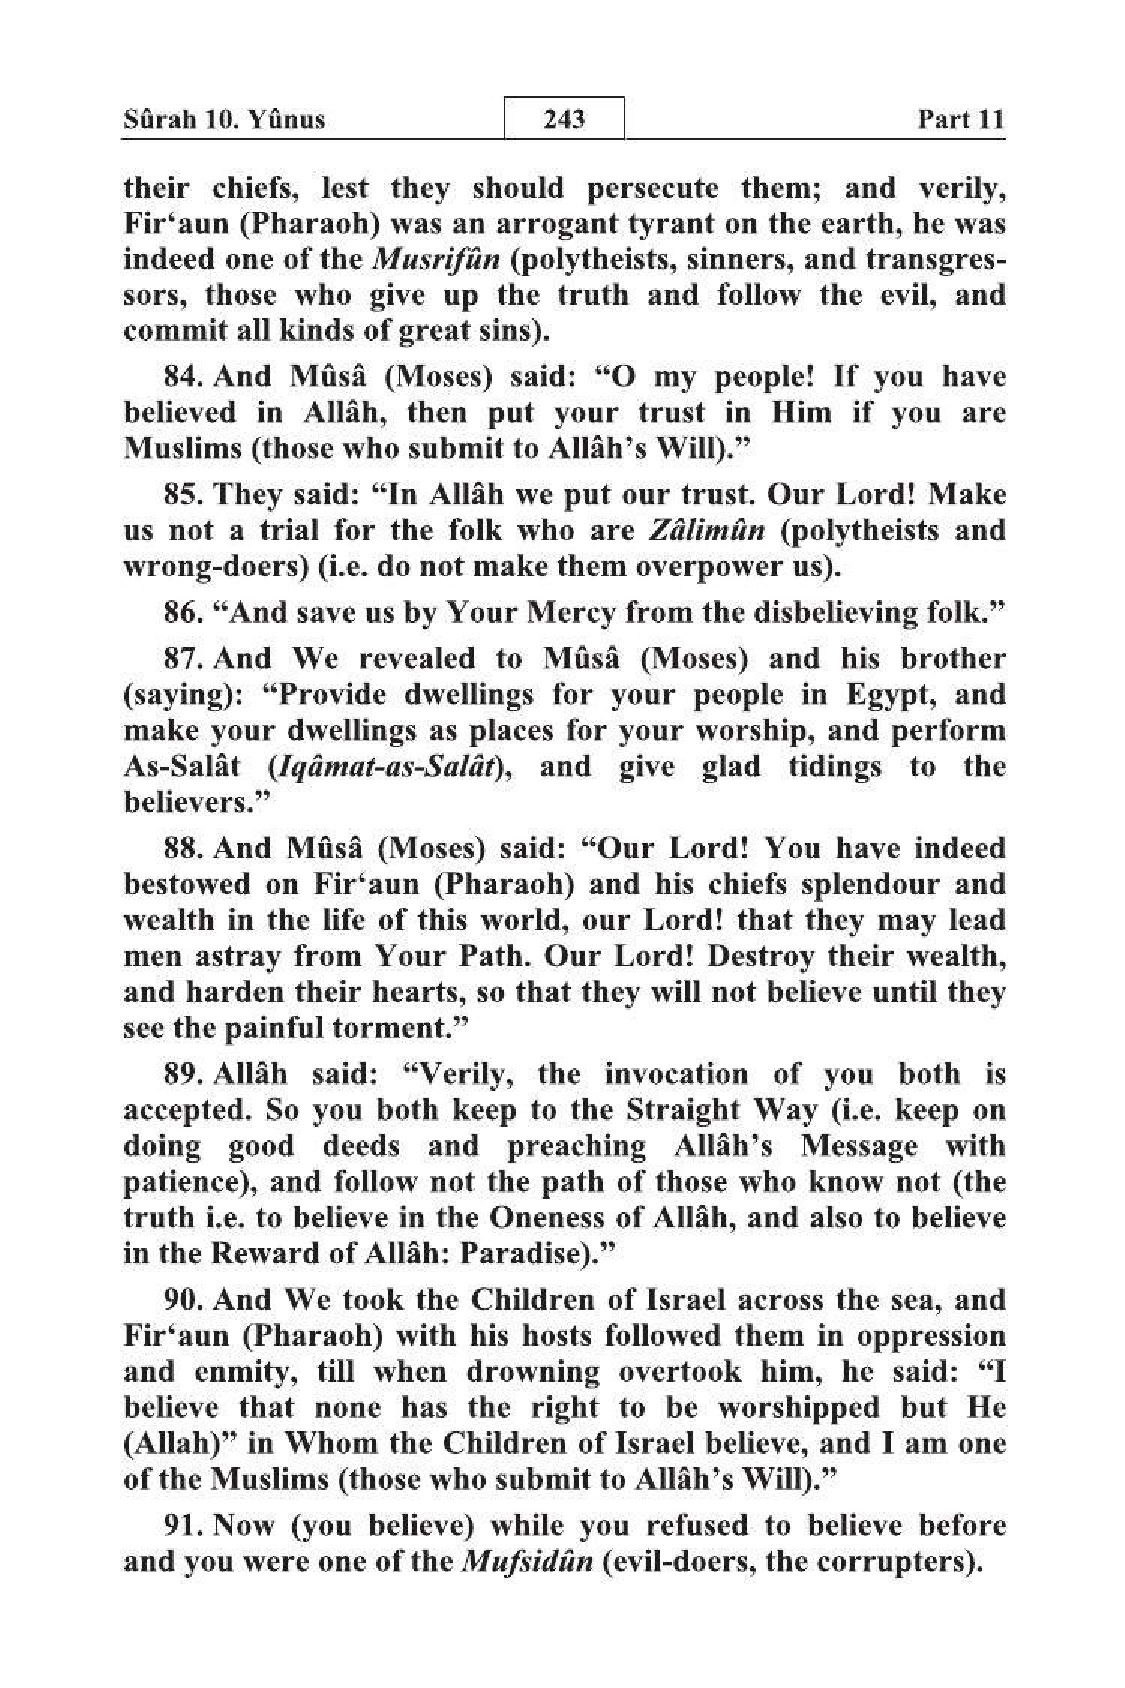 Sûrah 10. Yûnus 243 Part 11
their chiefs, lest they should persecute them; and verily,
Fir‘aun (Pharaoh) was an arrogant tyrant on the earth, he was
indeed one of the Musrifûn (polytheists, sinners, and transgres-
sors, those who give up the truth and follow the evil, and
commit all kinds of great sins).
84. And Mûsâ (Moses) said: “O my people! If you have
believed in Allâh, then put your trust in Him if you are
Muslims (those who submit to Allâh’s Will).”
85. They said: “In Allâh we put our trust. Our Lord! Make
us not a trial for the folk who are Zâlimûn (polytheists and
wrong-doers) (i.e. do not make them overpower us).
86. “And save us by Your Mercy from the disbelieving folk.”
87. And We revealed to Mûsâ (Moses) and his brother
(saying): “Provide dwellings for your people in Egypt, and
make your dwellings as places for your worship, and perform
As-Salât (Iqâmat-as-Salât), and give glad tidings to the
believers.”
88. And Mûsâ (Moses) said: “Our Lord! You have indeed
bestowed on Fir‘aun (Pharaoh) and his chiefs splendour and
wealth in the life of this world, our Lord! that they may lead
men astray from Your Path. Our Lord! Destroy their wealth,
and harden their hearts, so that they will not believe until they
see the painful torment.”
89. Allâh said: “Verily, the invocation of you both is
accepted. So you both keep to the Straight Way (i.e. keep on
doing good deeds and preaching Allâh’s Message with
patience), and follow not the path of those who know not (the
truth i.e. to believe in the Oneness of Allâh, and also to believe
in the Reward of Allâh: Paradise).”
90. And We took the Children of Israel across the sea, and
Fir‘aun (Pharaoh) with his hosts followed them in oppression
and enmity, till when drowning overtook him, he said: “I
believe that none has the right to be worshipped but He
(Allah)” in Whom the Children of Israel believe, and I am one
of the Muslims (those who submit to Allâh’s Will).”
91. Now (you believe) while you refused to believe before
and you were one of the Mufsidûn (evil-doers, the corrupters).